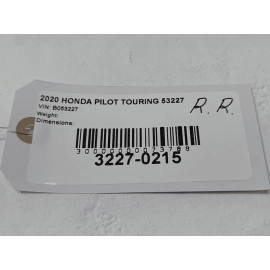 2020 HONDA PILOT TOURING 53227
VIN: B053227
Weight:
Dimensions:
R.R.
3227-0215